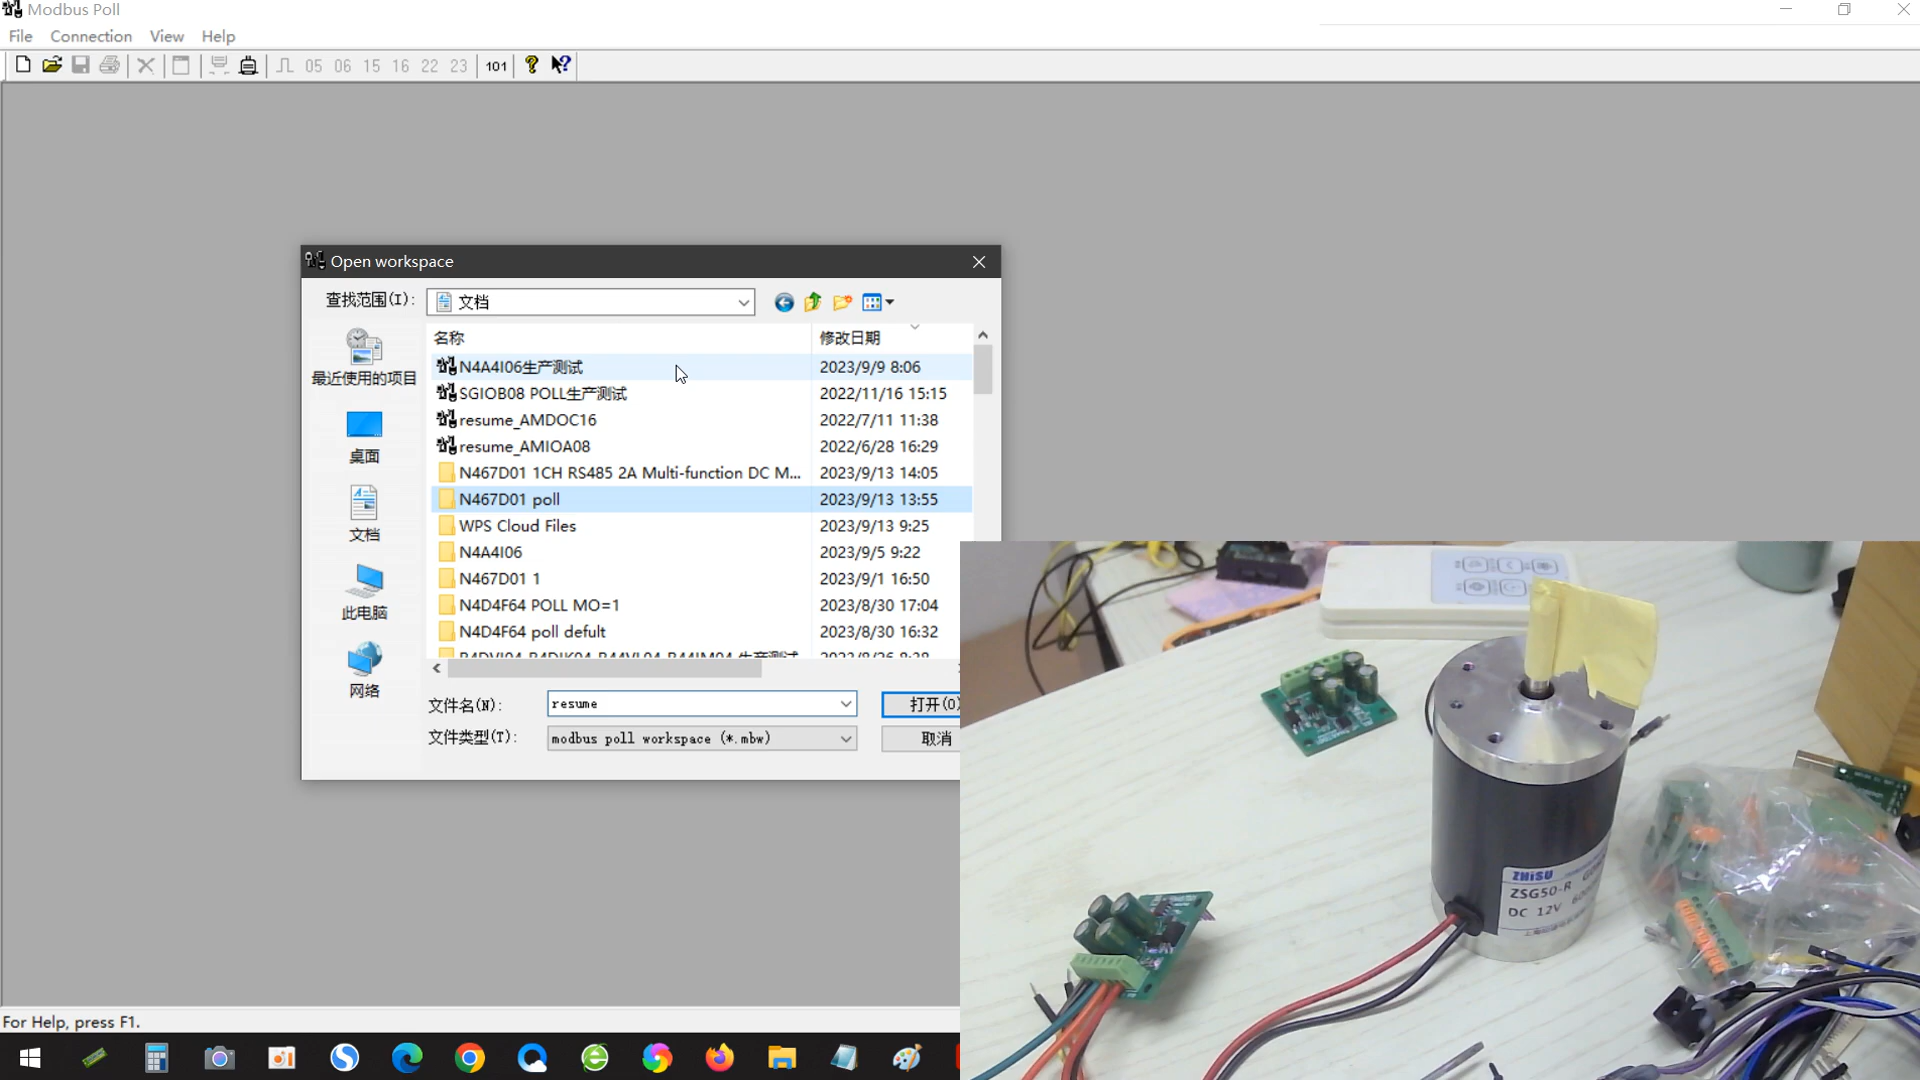 Modbus Poll
File Connection View Help
05 06 15 16 22 23 101
Open workspace
查找范围(I): 文档
名称 修改日期
N4A4I06生产测试 2023/9/9 8:06
SGIOB08 POLL生产测试 2022/11/16 15:15
resume_AMDOC16 2022/7/11 11:38
resume_AMIOA08 2022/6/28 16:29
N467D01 1CH RS485 2A Multi-function DC M... 2023/9/13 14:05
N467D01 poll 2023/9/13 13:55
WPS Cloud Files 2023/9/13 9:25
N4A4I06 2023/9/5 9:22
N467D01 1 2023/9/1 16:50
N4D4F64 POLL MO=1 2023/8/30 17:04
N4D4F64 poll defult 2023/8/30 16:32
最近使用的项目
桌面
文档
此电脑
网络
文件名(N): resume 打开(O)
文件类型(T): modbus poll workspace (*.mbw) 取消
ZHiSU
ZSG50-R
DC 12V
For Help, press F1.